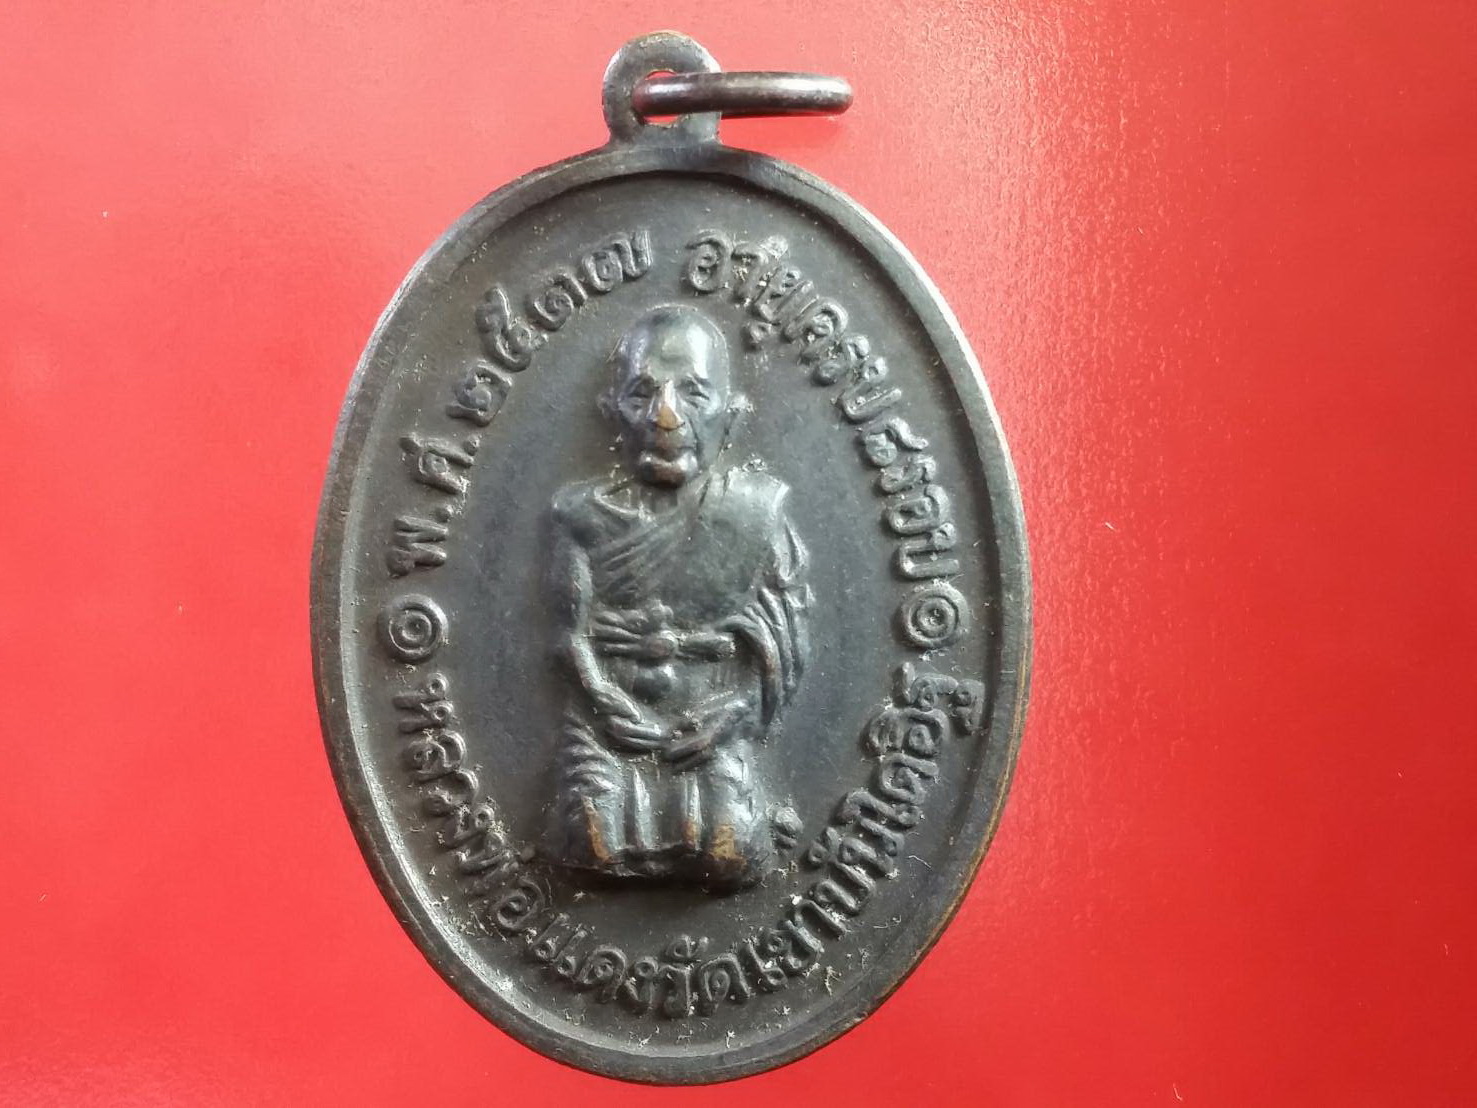 พ.ศ.๒๕๓๗ อายุครบ๘รอบ
หลวงพ่อแดงวัดเขาบันไดอิฐ